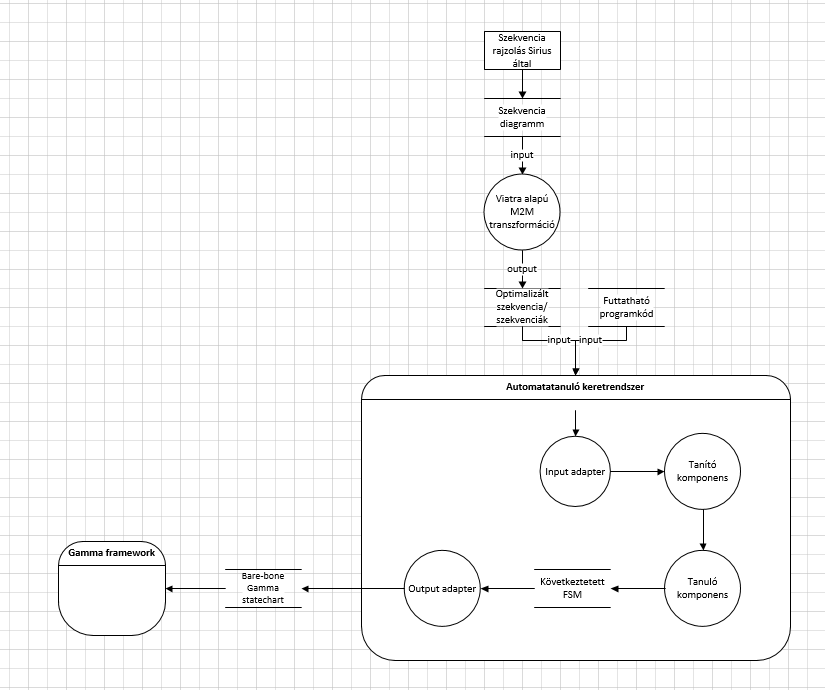 Szekvencia
rajzolás Sirius
által
Szekvencia
diagramm
input
Viatra alapú
M2M
transzformáció
output
Optimalizált
szekvencia/
szekvenciák
Futtatható
programkód
input
input
Automatatanuló keretrendszer
Input adapter
Tanító
komponens
Tanuló
komponens
Következtetett
FSM
Output adapter
Bare-bone
Gamma
statechart
Gamma framework